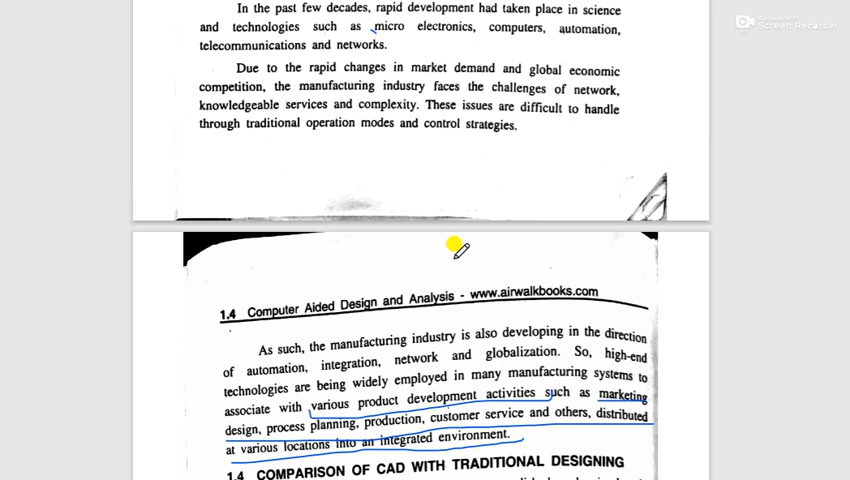 In the past few decades, rapid development had taken place in science
and technologies such as micro electronics, computers, automation,
telecommunications and networks.
Due to the rapid changes in market demand and global economic
competition, the manufacturing industry faces the challenges of network,
knowledgeable services and complexity. These issues are difficult to handle
through traditional operation modes and control strategies.
1.4 Computer Aided Design and Analysis - www.airwalkbooks.com
As such, the manufacturing industry is also developing in the direction
of automation, integration, network and globalization. So, high-end
technologies are being widely employed in many manufacturing systems to
associate with various product development activities such as marketing
design, process planning, production, customer service and others, distributed
at various locations into an integrated environment.
1.4 COMPARISON OF CAD WITH TRADITIONAL DESIGNING
Screen Recorder